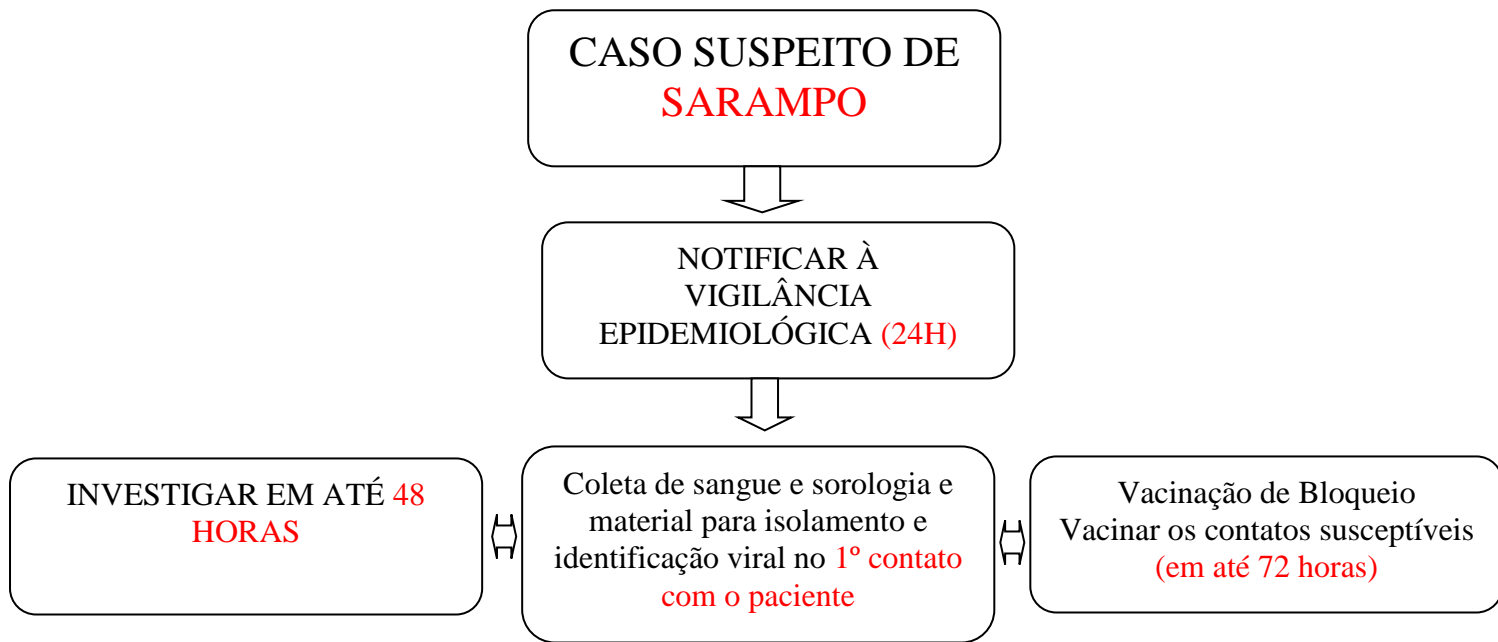 CASO SUSPEITO DE
SARAMPO
NOTIFICAR À
VIGILÂNCIA
EPIDEMIOLÓGICA (24H)
INVESTIGAR EM ATÉ 48
HORAS
Coleta de sangue e sorologia e
material para isolamento e
identificação viral no 1º contato
com o paciente
Vacinação de Bloqueio
Vacinar os contatos susceptíveis
(em até 72 horas)